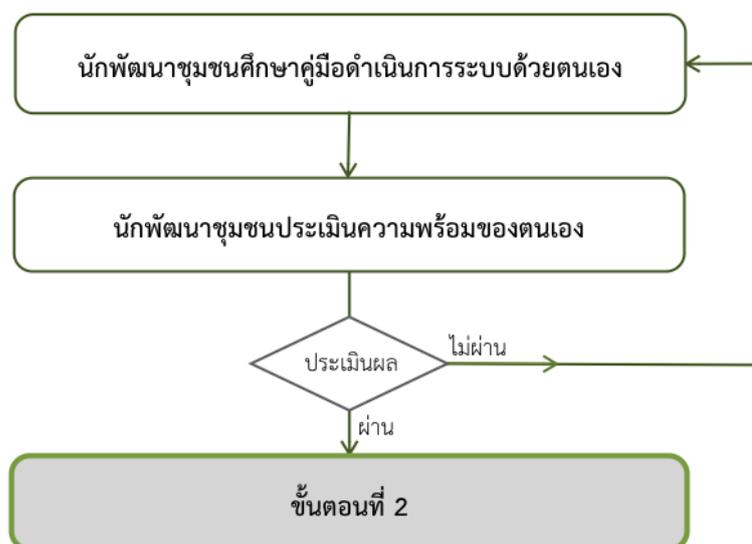 นักพัฒนาชุมชนศึกษาคู่มือดำเนินการระบบด้วยตนเอง
นักพัฒนาชุมชนประเมินความพร้อมของตนเอง
ไม่ผ่าน
ประเมินผล
ผ่าน
ขั้นตอนที่ 2